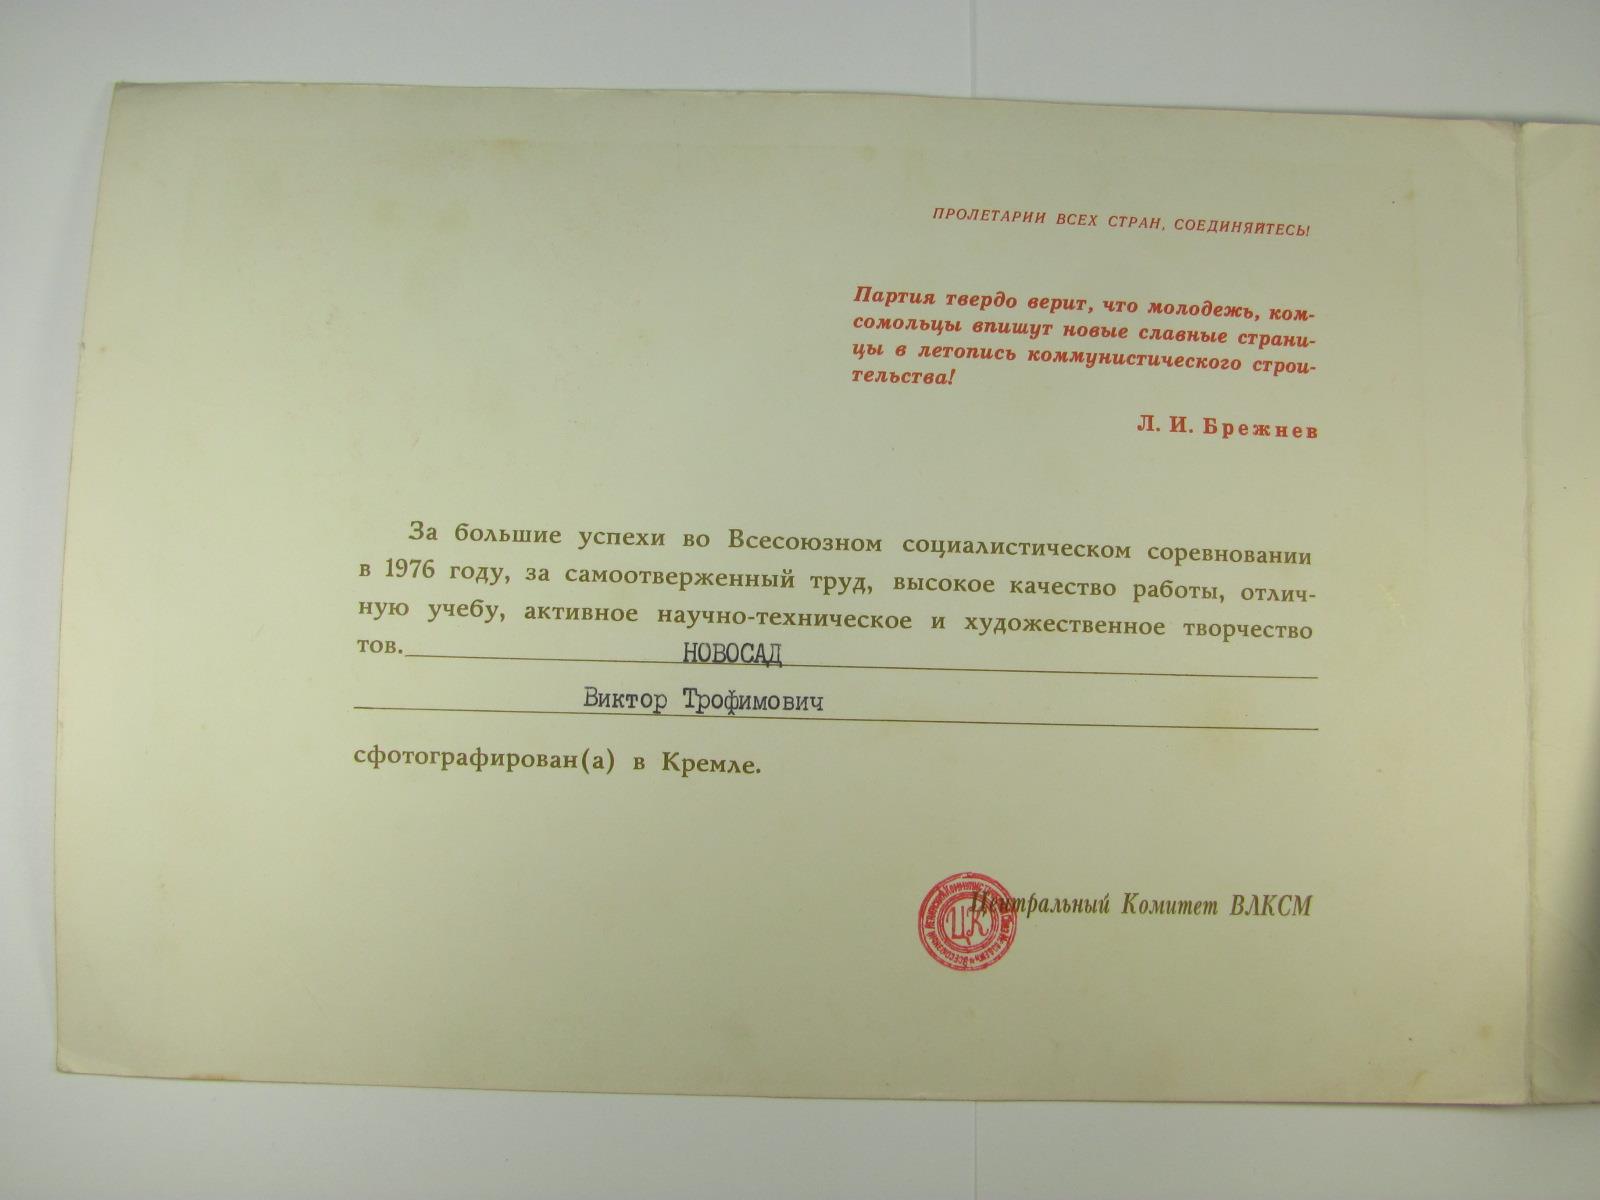 ПРОЛЕТАРИИ ВСЕХ СТРАН, СОЕДИНЯЙТЕСЬ!
Партия твердо верит, что молодежь, ком-
сомольцы впишут новые славные страни-
цы в летопись коммунистического строи-
тельства!
Л. И. Брежнев
За большие успехи во Всесоюзном социалистическом соревновании
в 1976 году, за самоотверженный труд, высокое качество работы, отлич-
ную учебу, активное научно-техническое и художественное творчество
тов. НОВОСАД
Виктор Трофимович
сфотографирован(а) в Кремле.
Центральный Комитет ВЛКСМ
ЦК